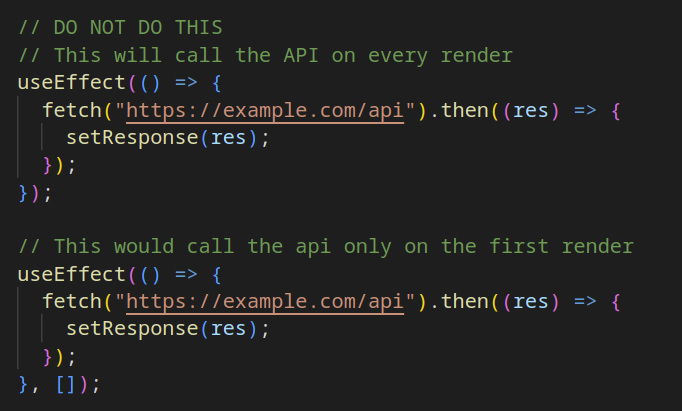 // DO NOT DO THIS
// This will call the API on every render
useEffect(() => {
  fetch("https://example.com/api").then((res) => {
    setResponse(res);
  });
});

// This would call the api only on the first render
useEffect(() => {
  fetch("https://example.com/api").then((res) => {
    setResponse(res);
  });
}, []);